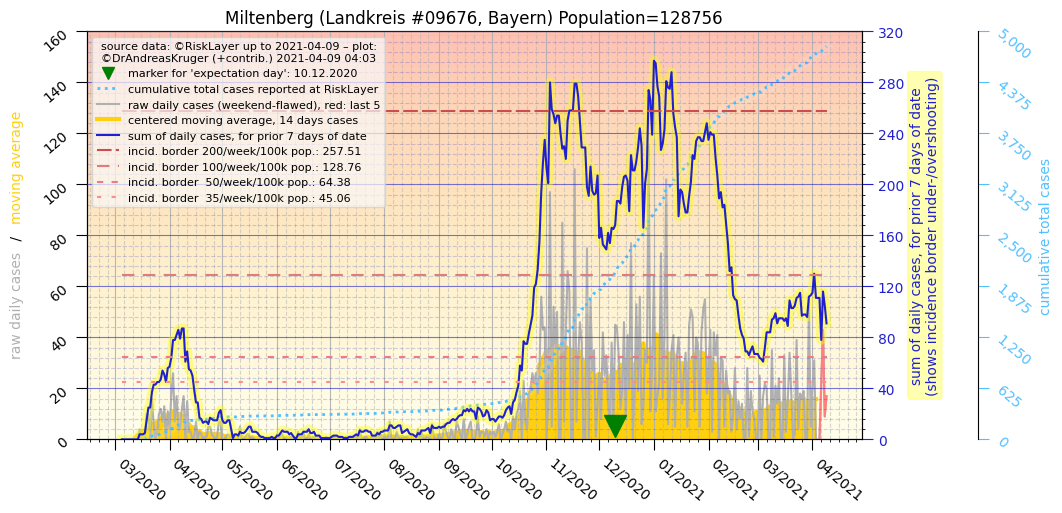 Miltenberg (Landkreis #09676, Bayern) Population=128756
source data: ©RiskLayer up to 2021-04-09 – plot:
©DrAndreasKruger (+contrib.) 2021-04-09 04:03
marker for 'expectation day': 10.12.2020
cumulative total cases reported at RiskLayer
raw daily cases (weekend-flawed), red: last 5
centered moving average, 14 days cases
sum of daily cases, for prior 7 days of date
incid. border 200/week/100k pop.: 257.51
incid. border 100/week/100k pop.: 128.76
incid. border  50/week/100k pop.: 64.38
incid. border  35/week/100k pop.: 45.06
raw daily cases / moving average
160
140
120
100
80
60
40
20
0
03/2020
04/2020
05/2020
06/2020
07/2020
08/2020
09/2020
10/2020
11/2020
12/2020
01/2021
02/2021
03/2021
04/2021
320
280
240
200
160
120
80
40
0
sum of daily cases, for prior 7 days of date
(shows incidence border under-/overshooting)
5,000
4,375
3,750
3,125
2,500
1,875
1,250
625
0
cumulative total cases